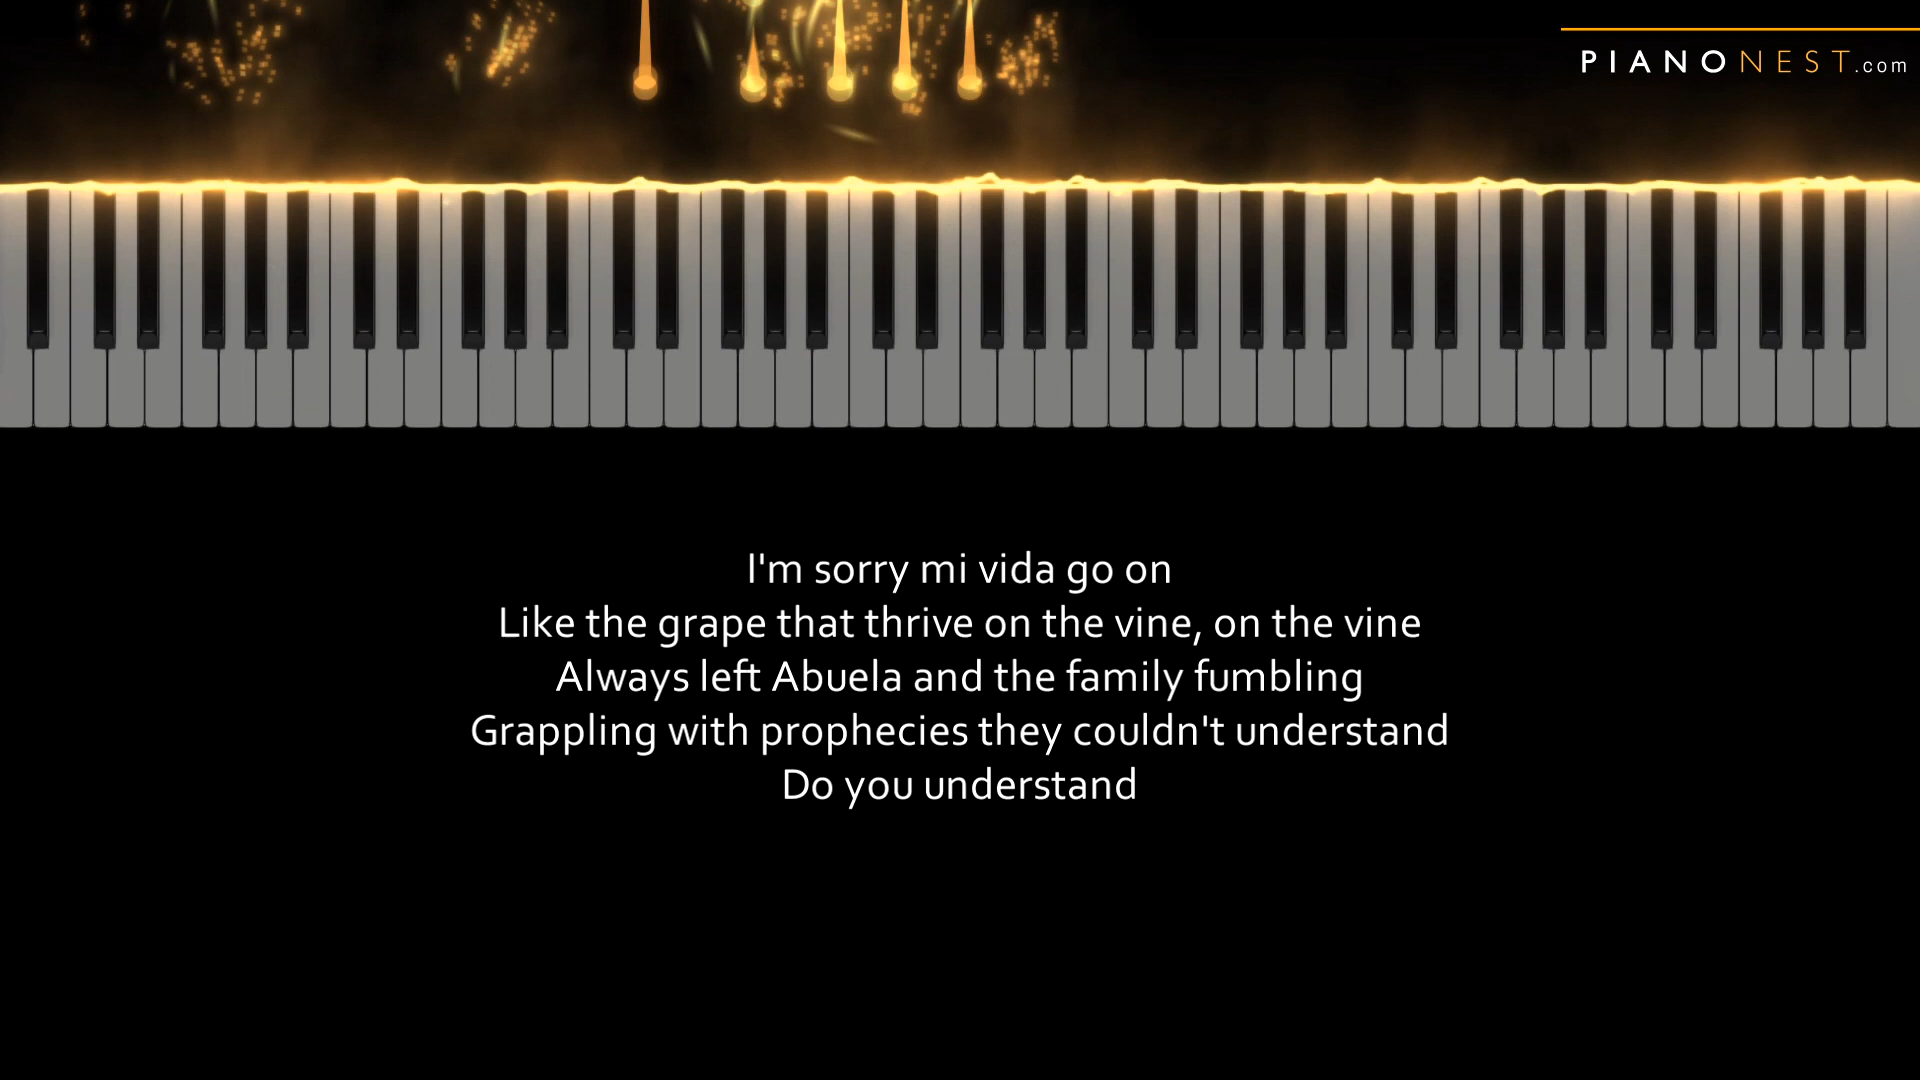 PIANONEST.com
I'm sorry mi vida go on
Like the grape that thrive on the vine, on the vine
Always left Abuela and the family fumbling
Grappling with prophecies they couldn't understand
Do you understand